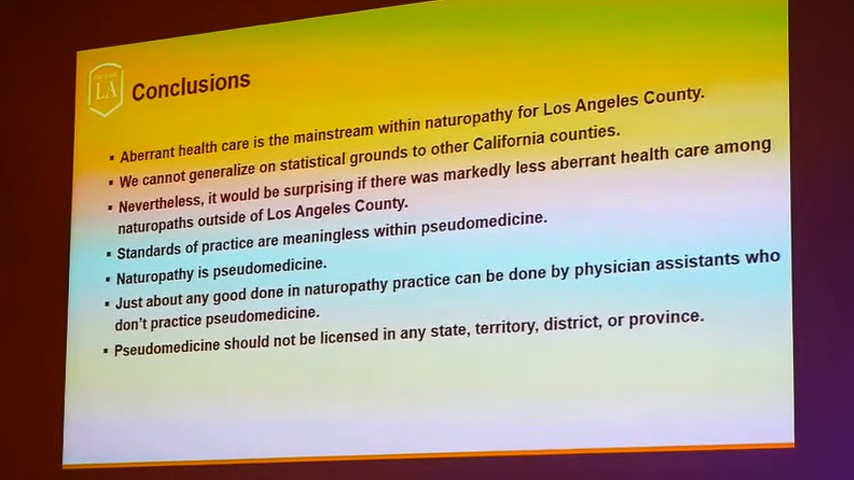 LA
Conclusions
▪ Aberrant health care is the mainstream within naturopathy for Los Angeles County.
▪ We cannot generalize on statistical grounds to other California counties.
▪ Nevertheless, it would be surprising if there was markedly less aberrant health care among
naturopaths outside of Los Angeles County.
▪ Standards of practice are meaningless within pseudomedicine.
▪ Naturopathy is pseudomedicine.
▪ Just about any good done in naturopathy practice can be done by physician assistants who
don't practice pseudomedicine.
▪ Pseudomedicine should not be licensed in any state, territory, district, or province.